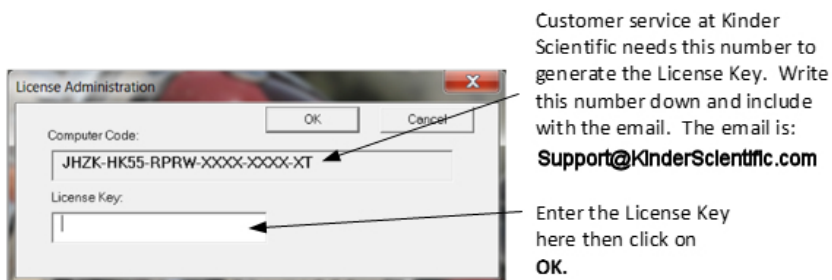 Customer service at Kinder
Scientific needs this number to
generate the License Key. Write
this number down and include
with the email. The email is:
Support@KinderScientific.com
License Administration
OK
Cancel
Computer Code:
JHZK-HK55-RPRW-XXXX-XXXX-XT
License Key:
Enter the License Key
here then click on
OK.